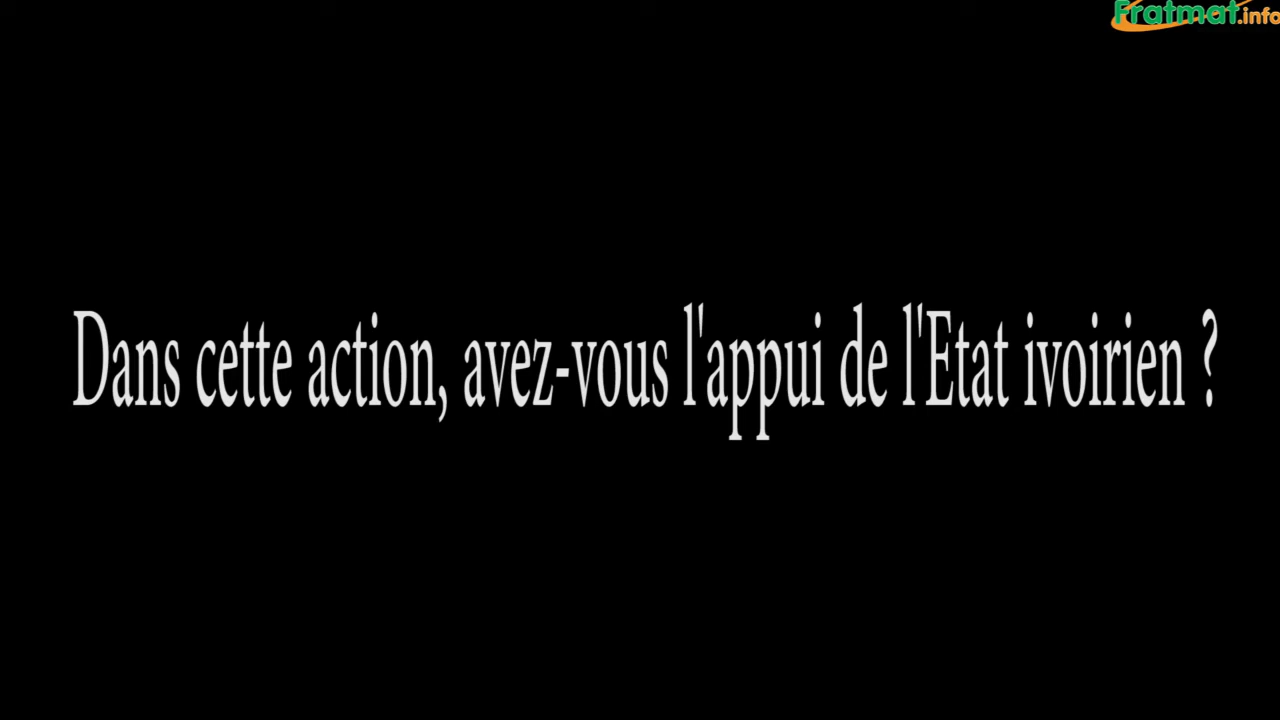 Fratmat.info
Dans cette action, avez-vous l'appui de l'Etat ivoirien ?